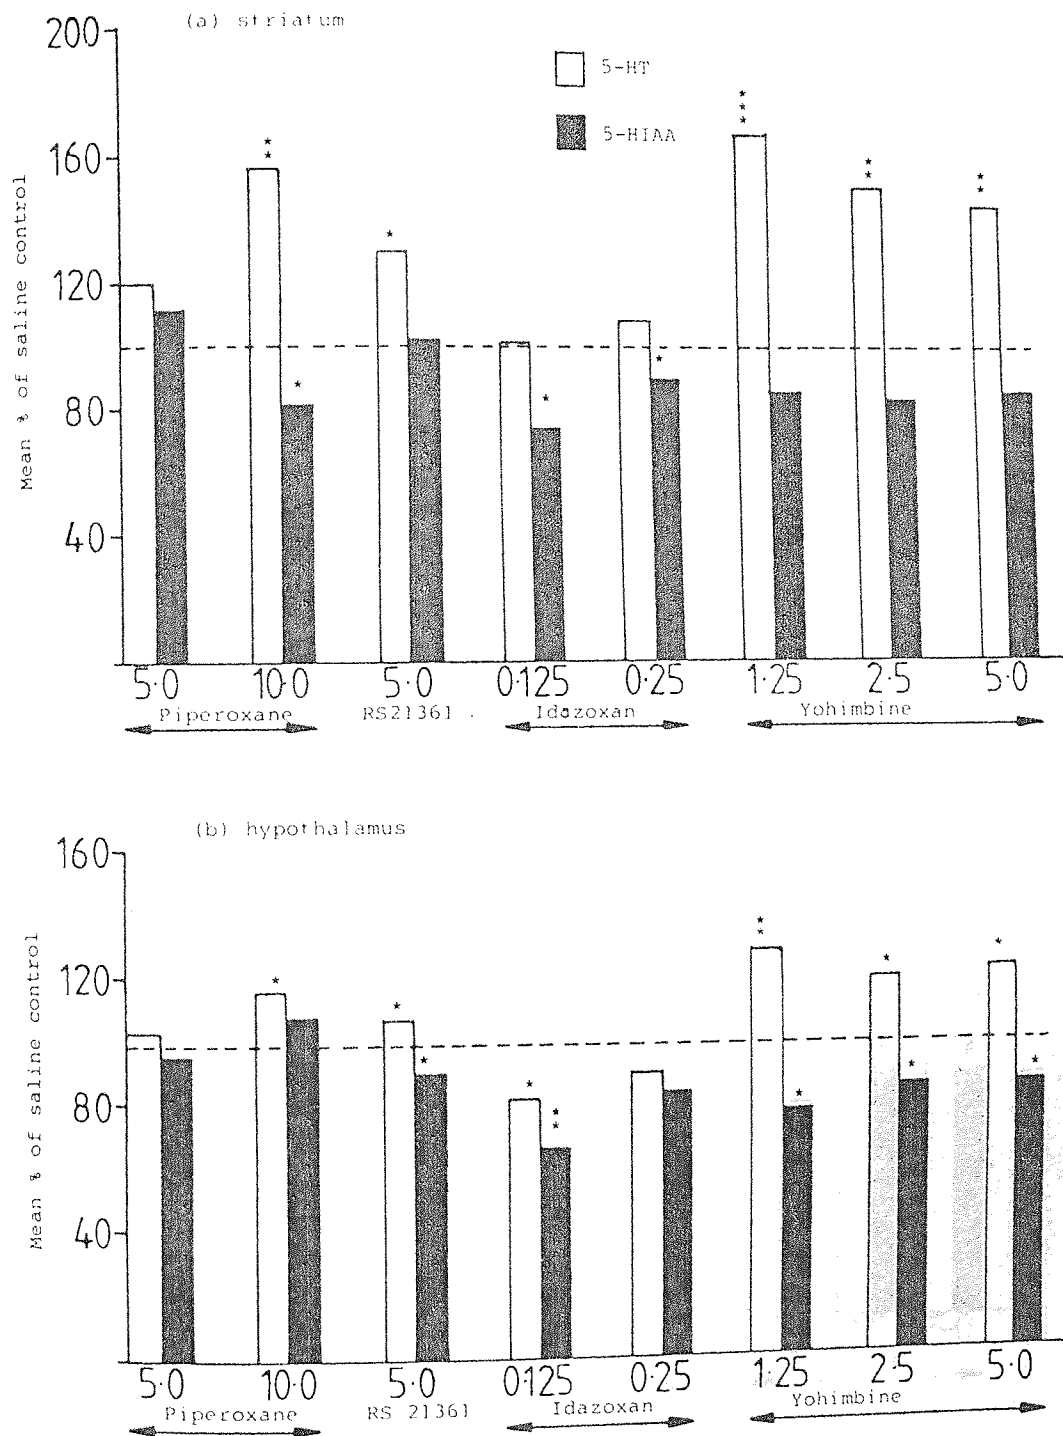 (a) striatum
200
5-HT
5-HIAA
160
120
80
40
Mean % of saline control
5·0 10·0 5·0 0·125 0·25 1·25 2·5 5·0
Piperoxane RS21361 Idazoxan Yohimbine
(b) hypothalamus
160
120
80
40
Mean % of saline control
5·0 10·0 5·0 0·125 0·25 1·25 2·5 5·0
Piperoxane RS 21361 Idazoxan Yohimbine